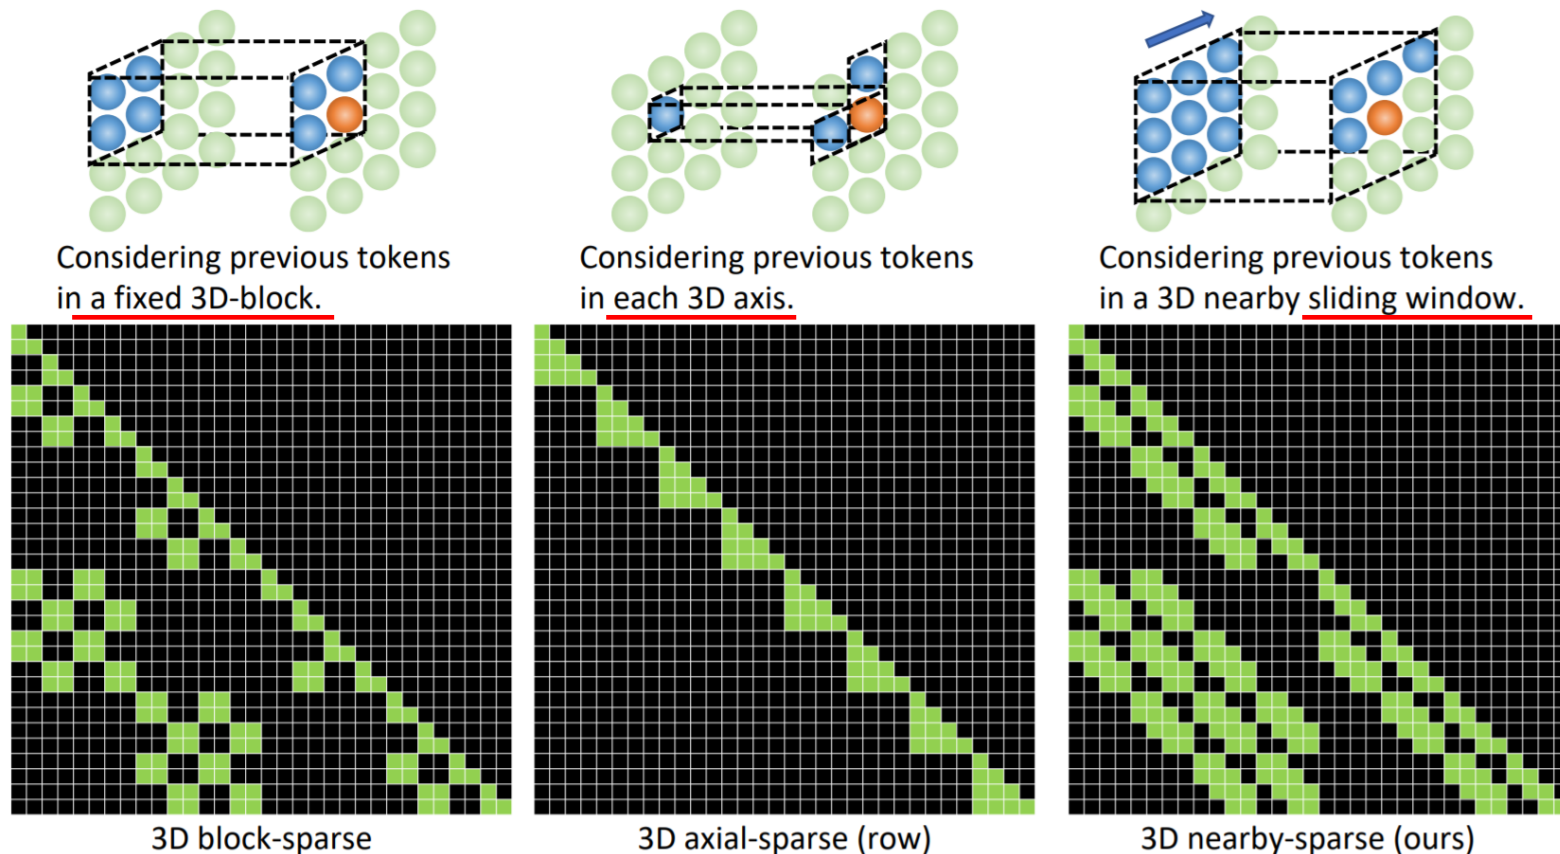 Considering previous tokens
in a fixed 3D-block.
Considering previous tokens
in each 3D axis.
Considering previous tokens
in a 3D nearby sliding window.
3D block-sparse
3D axial-sparse (row)
3D nearby-sparse (ours)